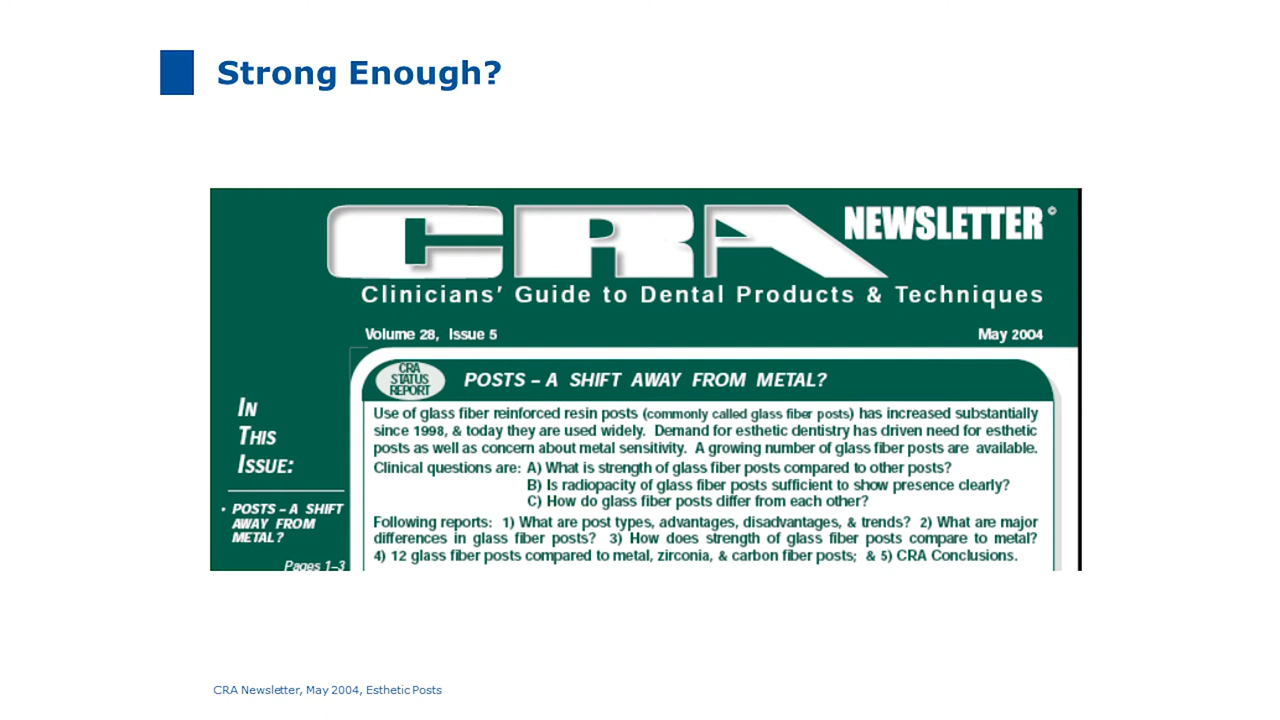 Strong Enough?
CRA NEWSLETTER©
Clinicians' Guide to Dental Products & Techniques
Volume 28, Issue 5 May 2004
CRA
STATUS
REPORT
POSTS – A SHIFT AWAY FROM METAL?
Use of glass fiber reinforced resin posts (commonly called glass fiber posts) has increased substantially
since 1998, & today they are used widely. Demand for esthetic dentistry has driven need for esthetic
posts as well as concern about metal sensitivity. A growing number of glass fiber posts are available.
Clinical questions are: A) What is strength of glass fiber posts compared to other posts?
B) Is radiopacity of glass fiber posts sufficient to show presence clearly?
C) How do glass fiber posts differ from each other?
Following reports: 1) What are post types, advantages, disadvantages, & trends? 2) What are major
differences in glass fiber posts? 3) How does strength of glass fiber posts compare to metal?
4) 12 glass fiber posts compared to metal, zirconia, & carbon fiber posts; & 5) CRA Conclusions.
IN
THIS
ISSUE:
• POSTS – A SHIFT
AWAY FROM
METAL?
Pages 1–3
CRA Newsletter, May 2004, Esthetic Posts